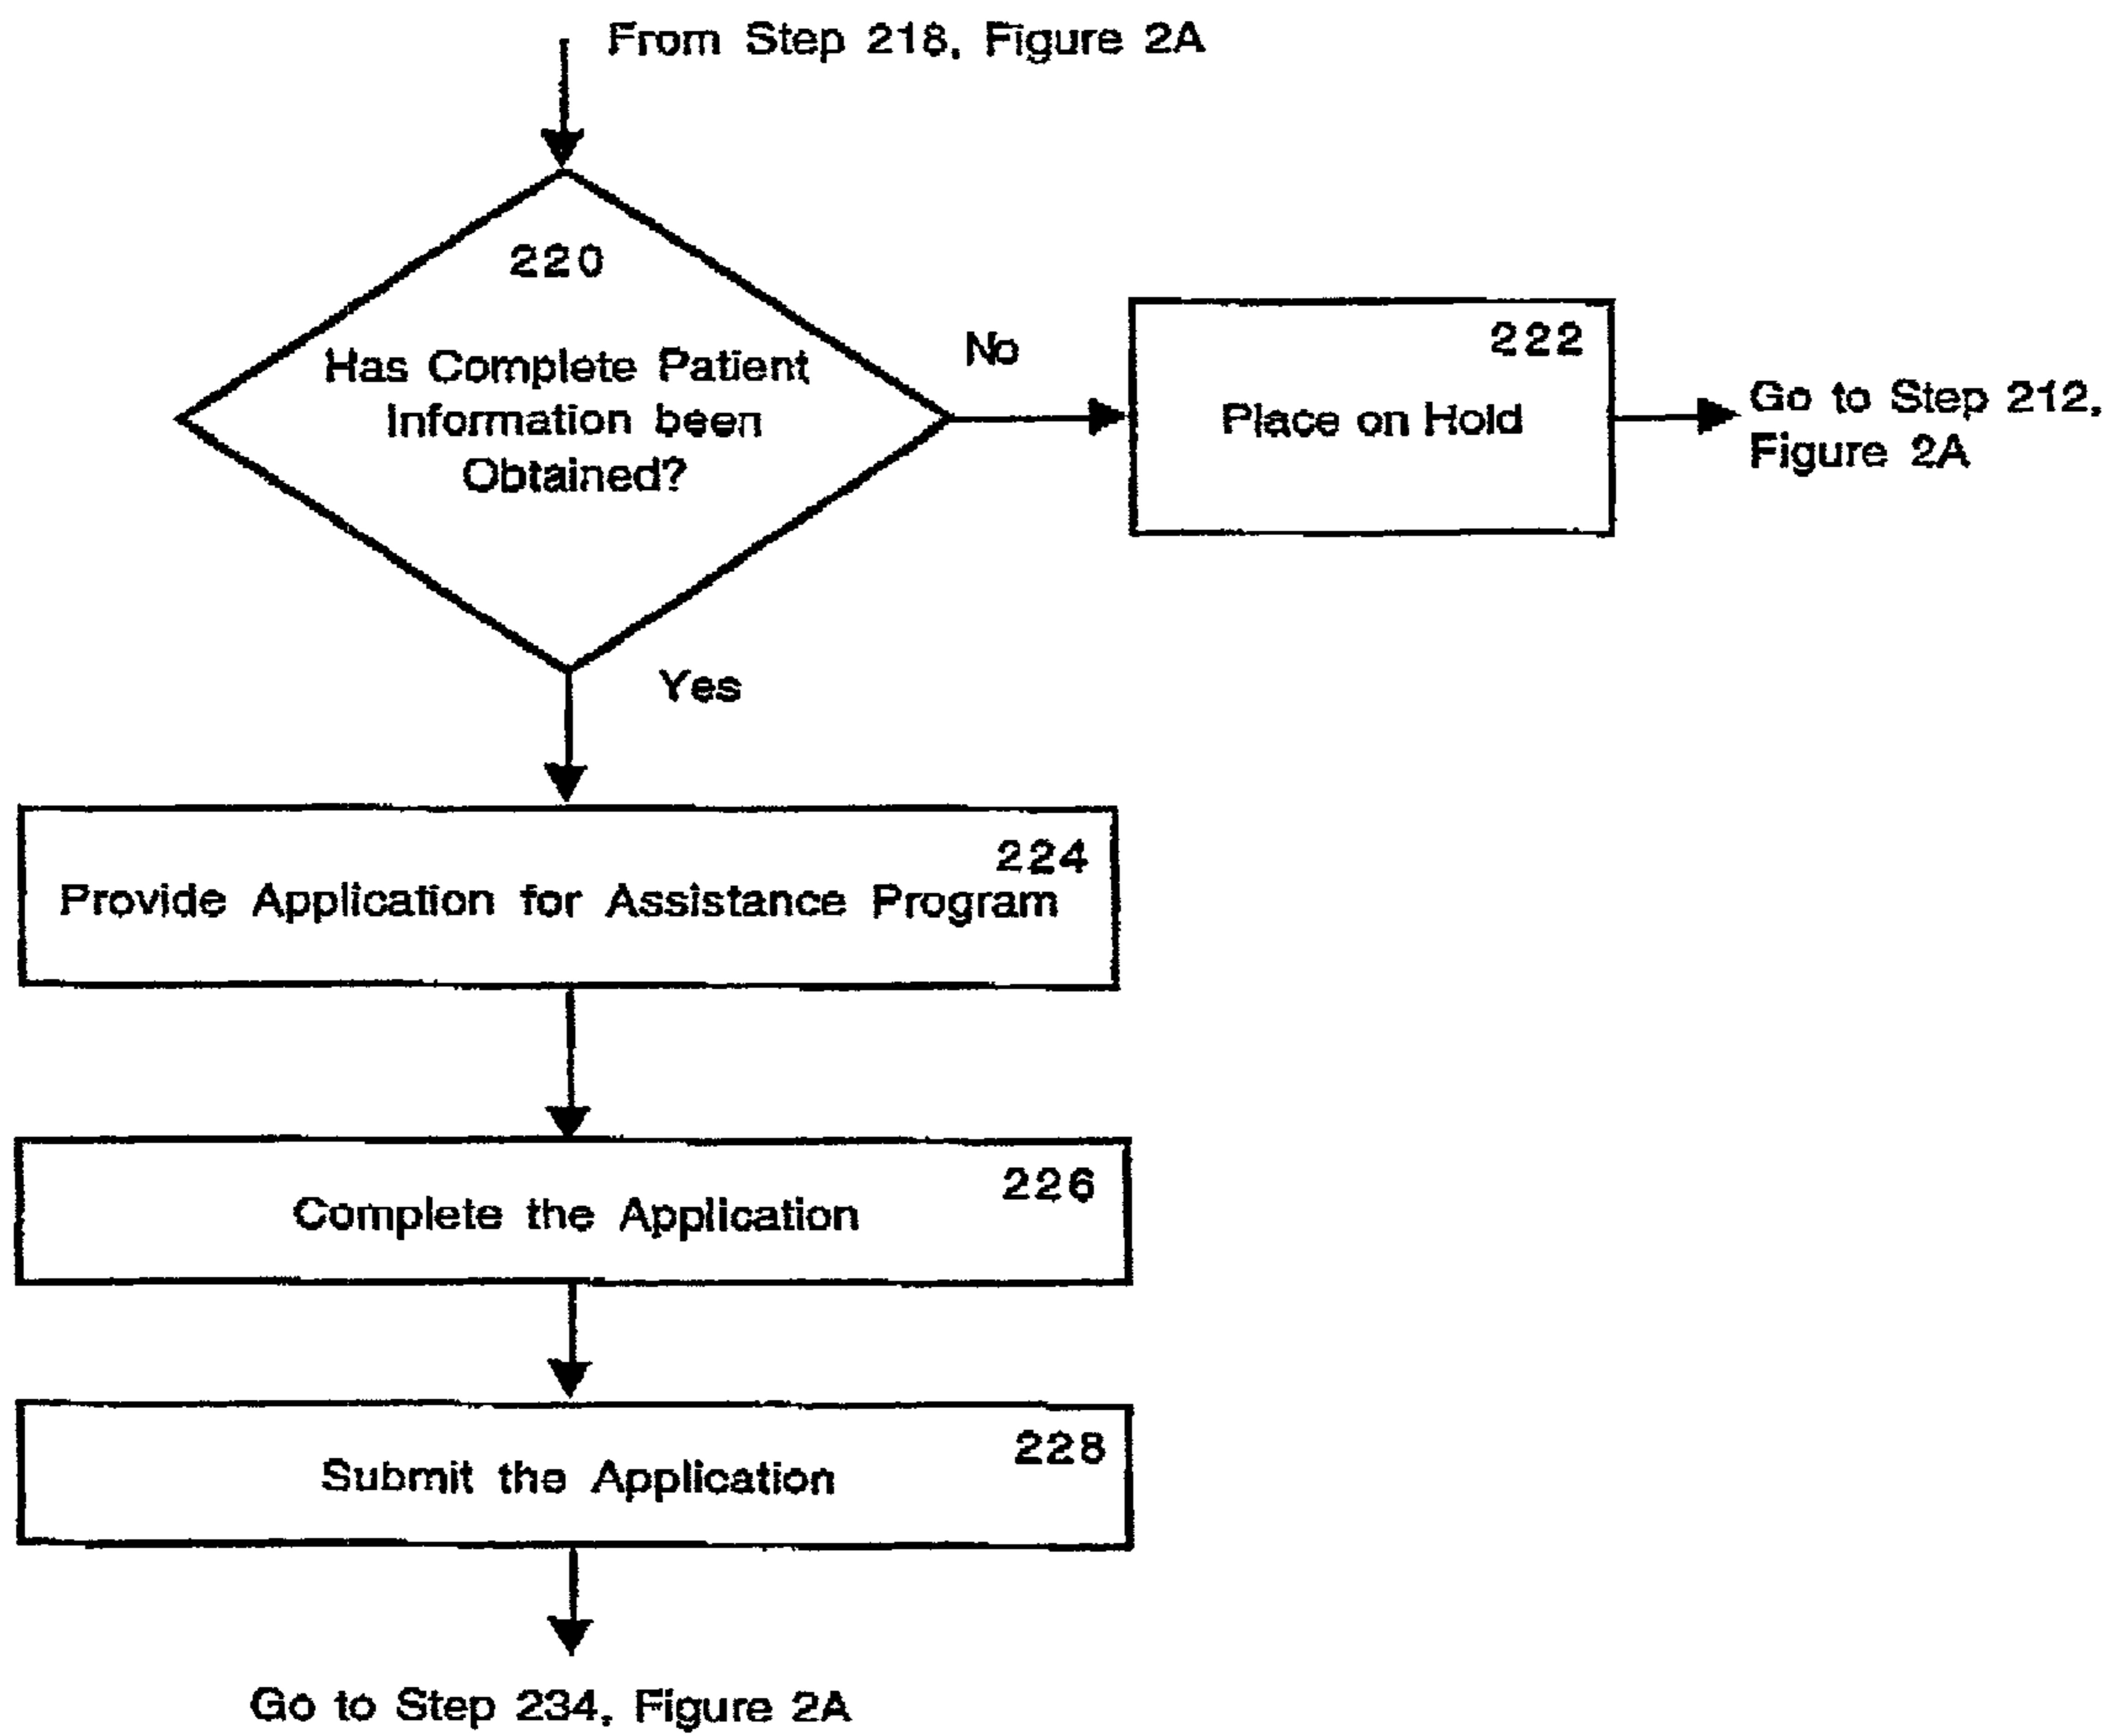 From Step 218, Figure 2A
220
Has Complete Patient
Information been
Obtained?
No
222
Place on Hold
Go to Step 212,
Figure 2A
Yes
224
Provide Application for Assistance Program
226
Complete the Application
228
Submit the Application
Go to Step 234, Figure 2A